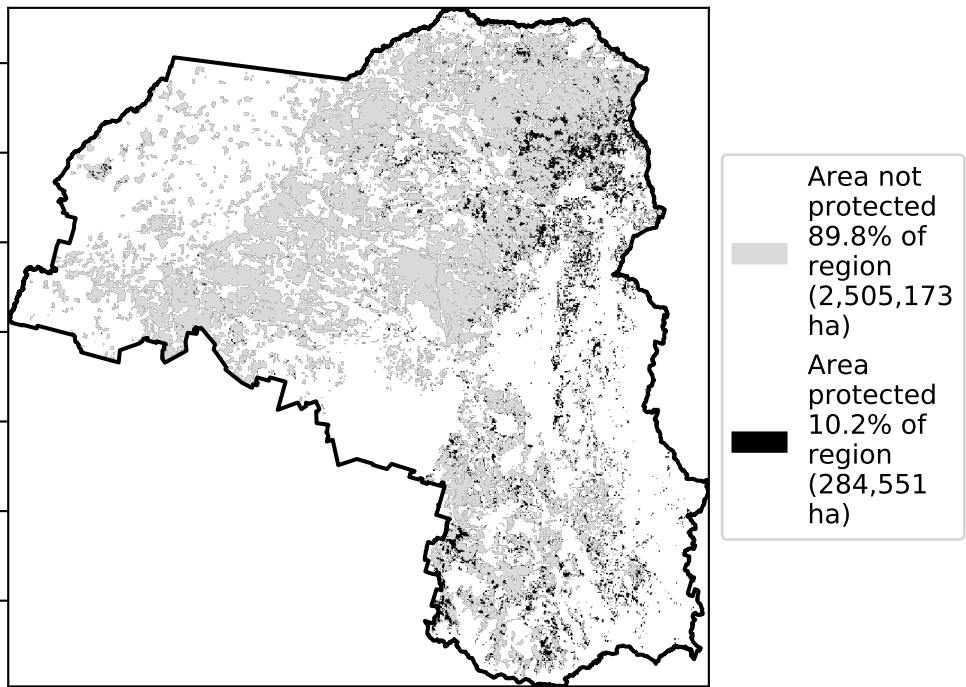 Area not
protected
89.8% of
region
(2,505,173
ha)
Area
protected
10.2% of
region
(284,551
ha)